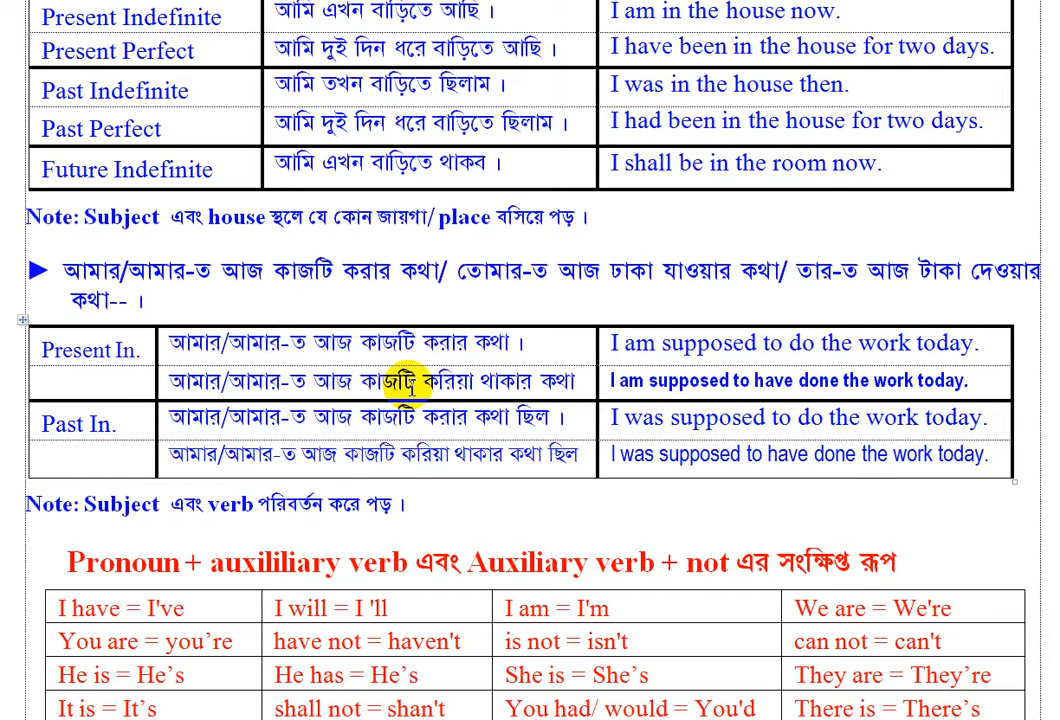 Present Indefinite আমি এখন বাড়িতে আছি । I am in the house now.
Present Perfect আমি দুই দিন ধরে বাড়িতে আছি । I have been in the house for two days.
Past Indefinite আমি তখন বাড়িতে ছিলাম । I was in the house then.
Past Perfect আমি দুই দিন ধরে বাড়িতে ছিলাম । I had been in the house for two days.
Future Indefinite আমি এখন বাড়িতে থাকব । I shall be in the room now.
Note: Subject এবং house স্থলে যে কোন জায়গা/ place বসিয়ে পড় ।
► আমার/আমার-ত আজ কাজটি করার কথা/ তোমার-ত আজ ঢাকা যাওয়ার কথা/ তার-ত আজ টাকা দেওয়ার
কথা-- ।
Present In. আমার/আমার-ত আজ কাজটি করার কথা । I am supposed to do the work today.
আমার/আমার-ত আজ কাজটি করিয়া থাকার কথা I am supposed to have done the work today.
Past In. আমার/আমার-ত আজ কাজটি করার কথা ছিল । I was supposed to do the work today.
আমার/আমার-ত আজ কাজটি করিয়া থাকার কথা ছিল I was supposed to have done the work today.
Note: Subject এবং verb পরিবর্তন করে পড় ।
Pronoun + auxililiary verb এবং Auxiliary verb + not এর সংক্ষিপ্ত রূপ
I have = I've I will = I 'll I am = I'm We are = We're
You are = you’re have not = haven't is not = isn't can not = can't
He is = He’s He has = He’s She is = She’s They are = They’re
It is = It’s shall not = shan't You had/ would = You'd There is = There’s